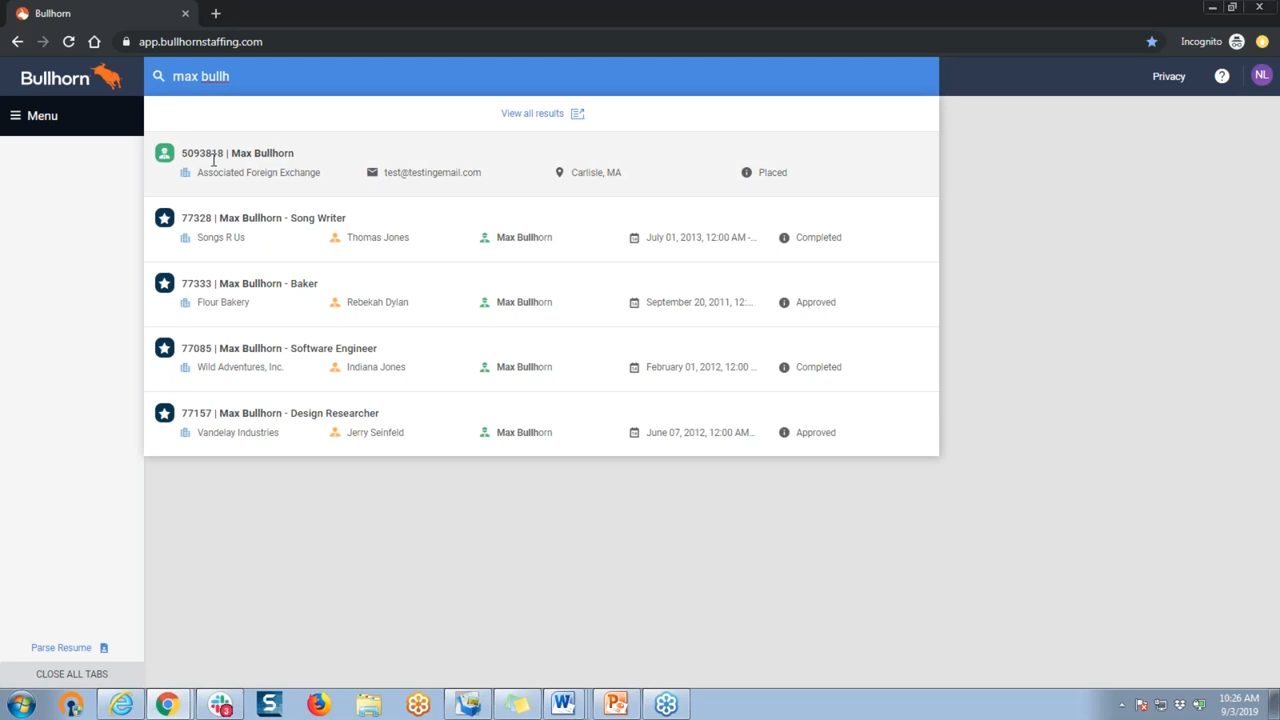 Bullhorn
app.bullhornstaffing.com
Incognito
Bullhorn
max bullh
Privacy
?
NL
Menu
View all results
5093818 | Max Bullhorn
Associated Foreign Exchange test@testingemail.com Carlisle, MA Placed
77328 | Max Bullhorn - Song Writer
Songs R Us Thomas Jones Max Bullhorn July 01, 2013, 12:00 AM -... Completed
77333 | Max Bullhorn - Baker
Flour Bakery Rebekah Dylan Max Bullhorn September 20, 2011, 12:... Approved
77085 | Max Bullhorn - Software Engineer
Wild Adventures, Inc. Indiana Jones Max Bullhorn February 01, 2012, 12:00 ... Completed
77157 | Max Bullhorn - Design Researcher
Vandelay Industries Jerry Seinfeld Max Bullhorn June 07, 2012, 12:00 AM... Approved
Parse Resume
CLOSE ALL TABS
3
10:26 AM
9/3/2019